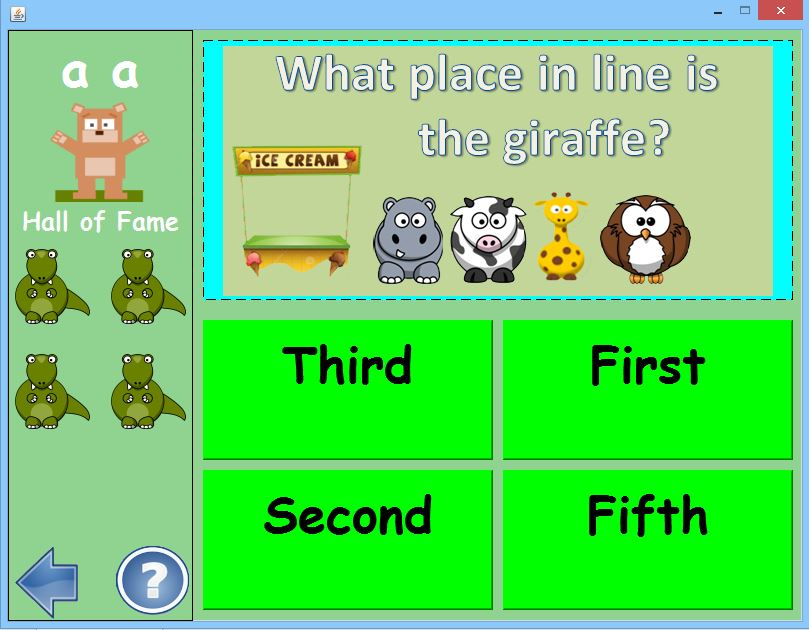 a a
Hall of Fame
What place in line is
the giraffe?
iCE CREAM
Third
First
Second
Fifth
?